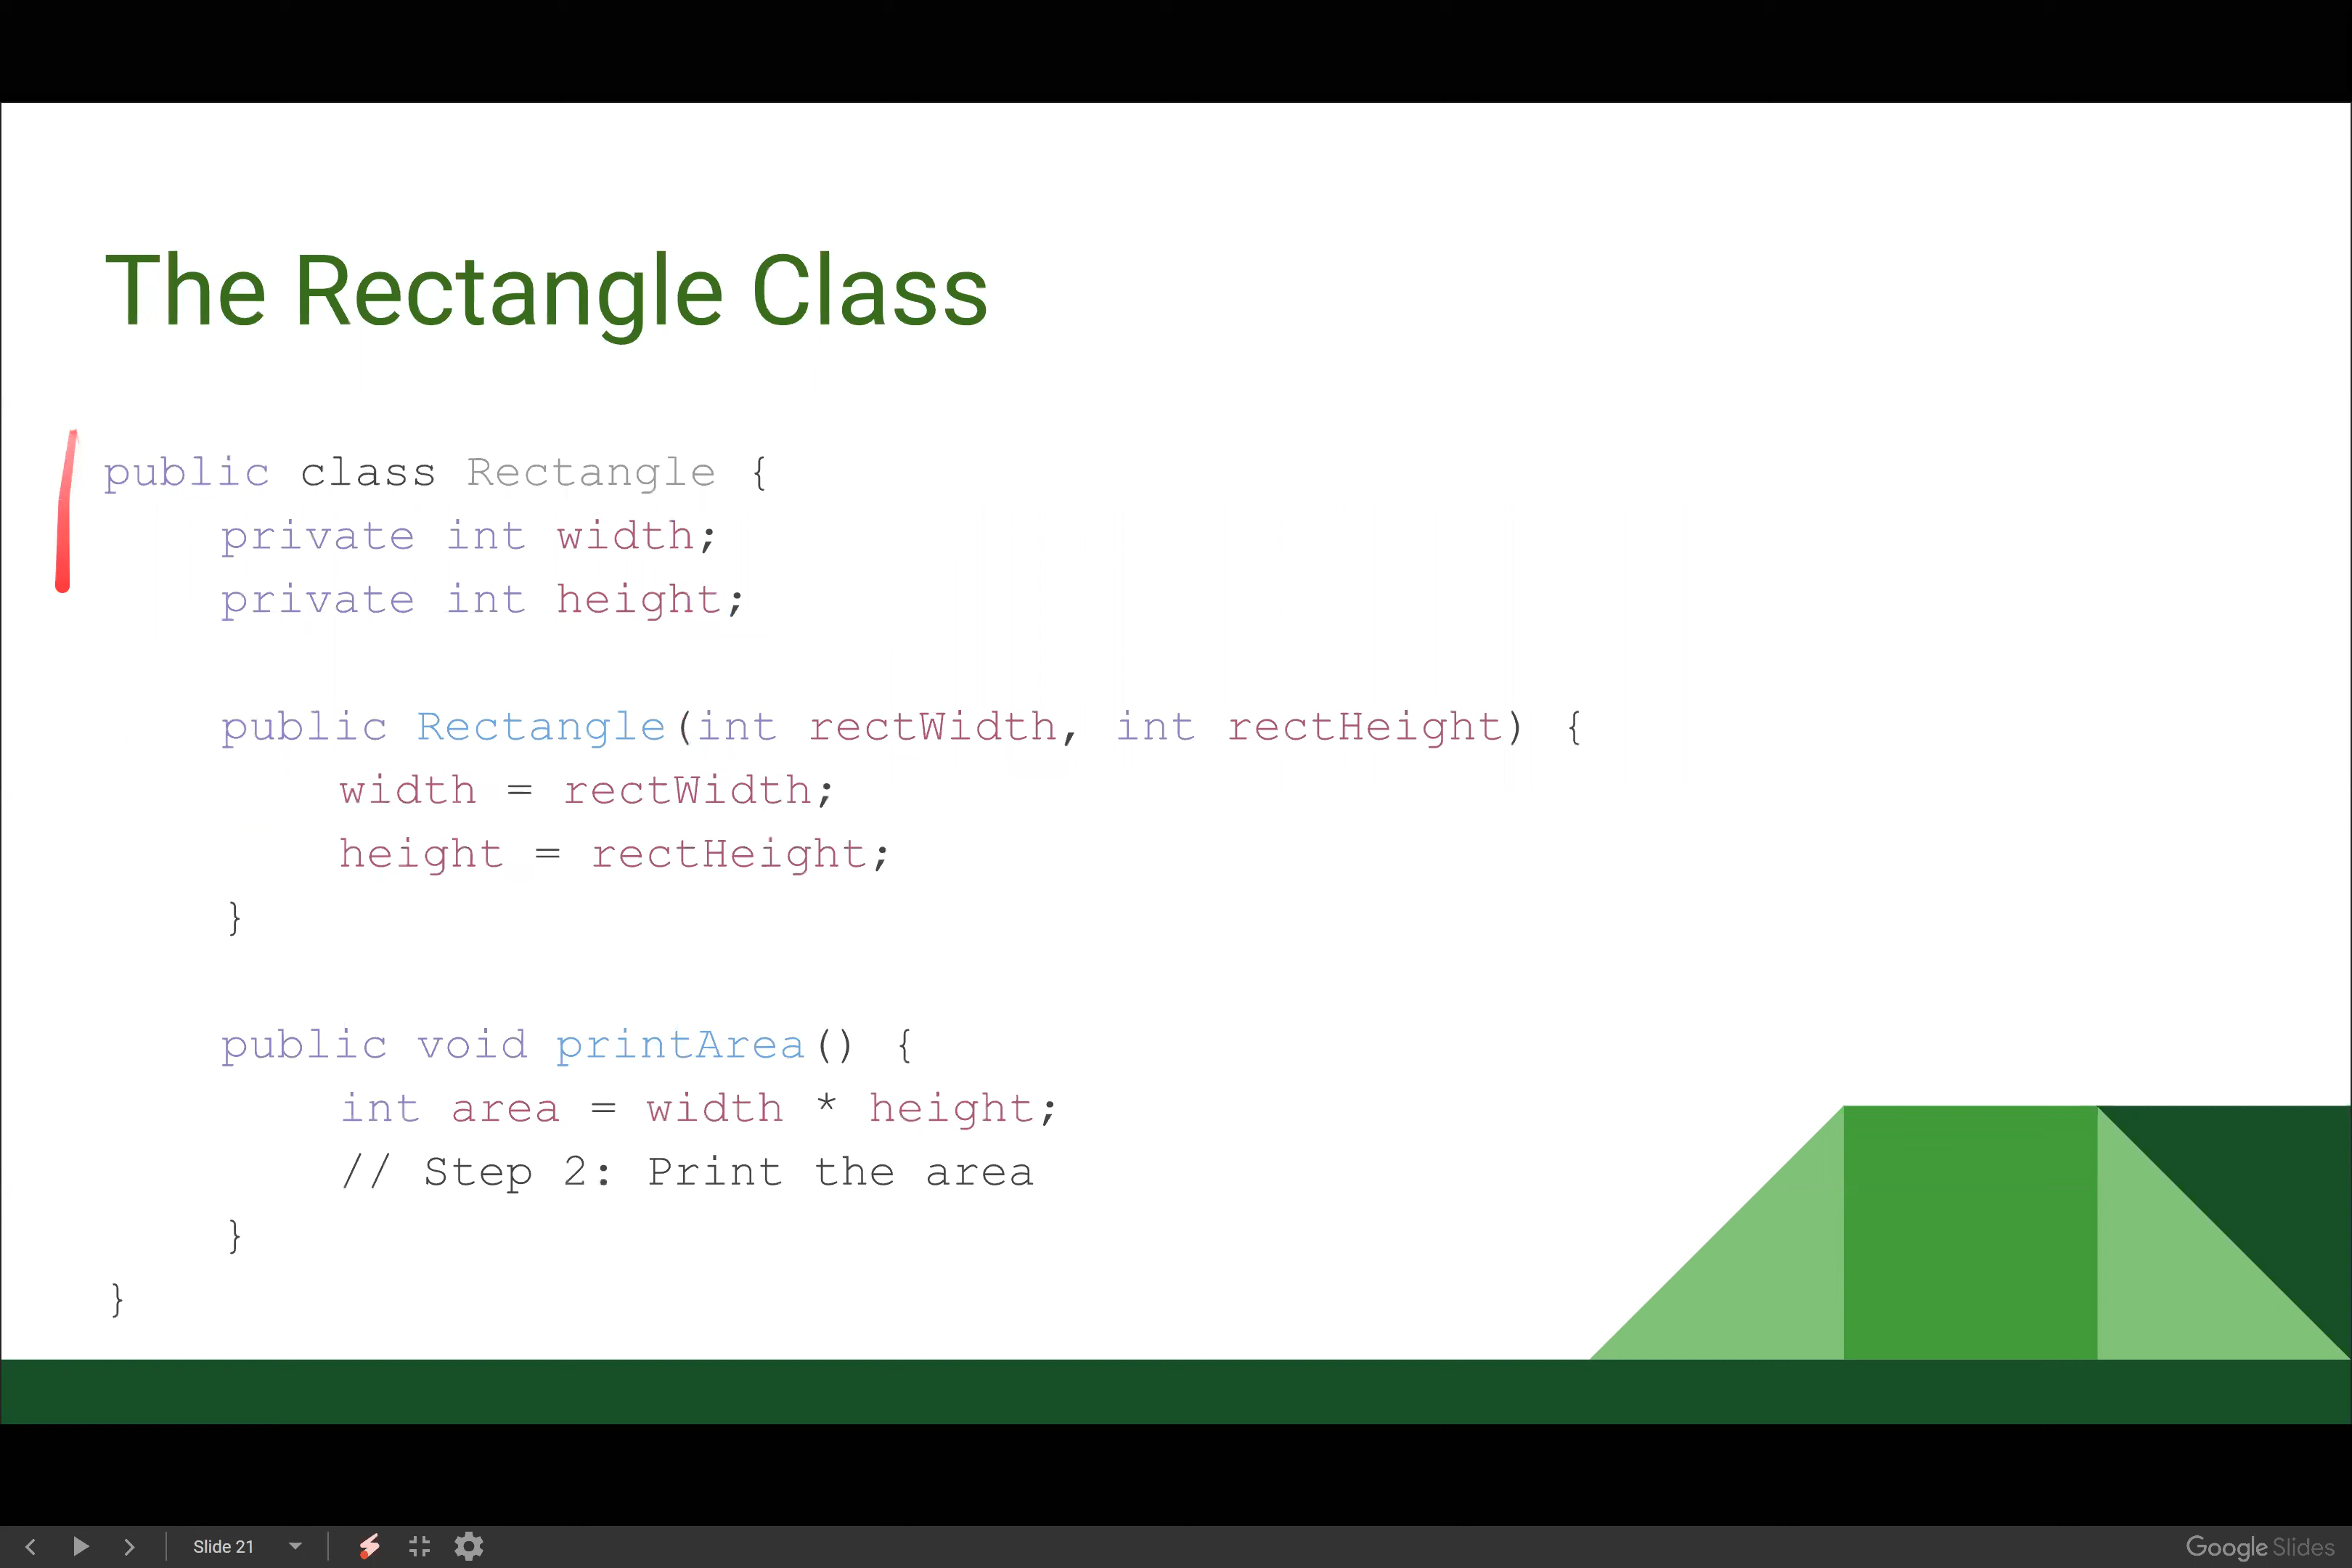 The Rectangle Class
public class Rectangle {
    private int width;
    private int height;

    public Rectangle(int rectWidth, int rectHeight) {
        width = rectWidth;
        height = rectHeight;
    }

    public void printArea() {
        int area = width * height;
        // Step 2: Print the area
    }
}
Slide 21
Google Slides